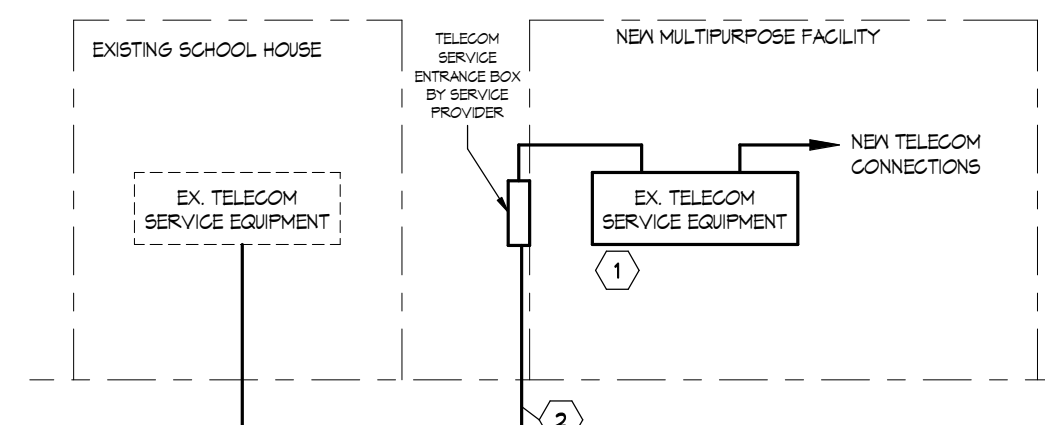 EXISTING SCHOOL HOUSE
TELECOM
SERVICE
ENTRANCE BOX
BY SERVICE
PROVIDER
NEW MULTIPURPOSE FACILITY
NEW TELECOM
CONNECTIONS
EX. TELECOM
SERVICE EQUIPMENT
EX. TELECOM
SERVICE EQUIPMENT
1
2